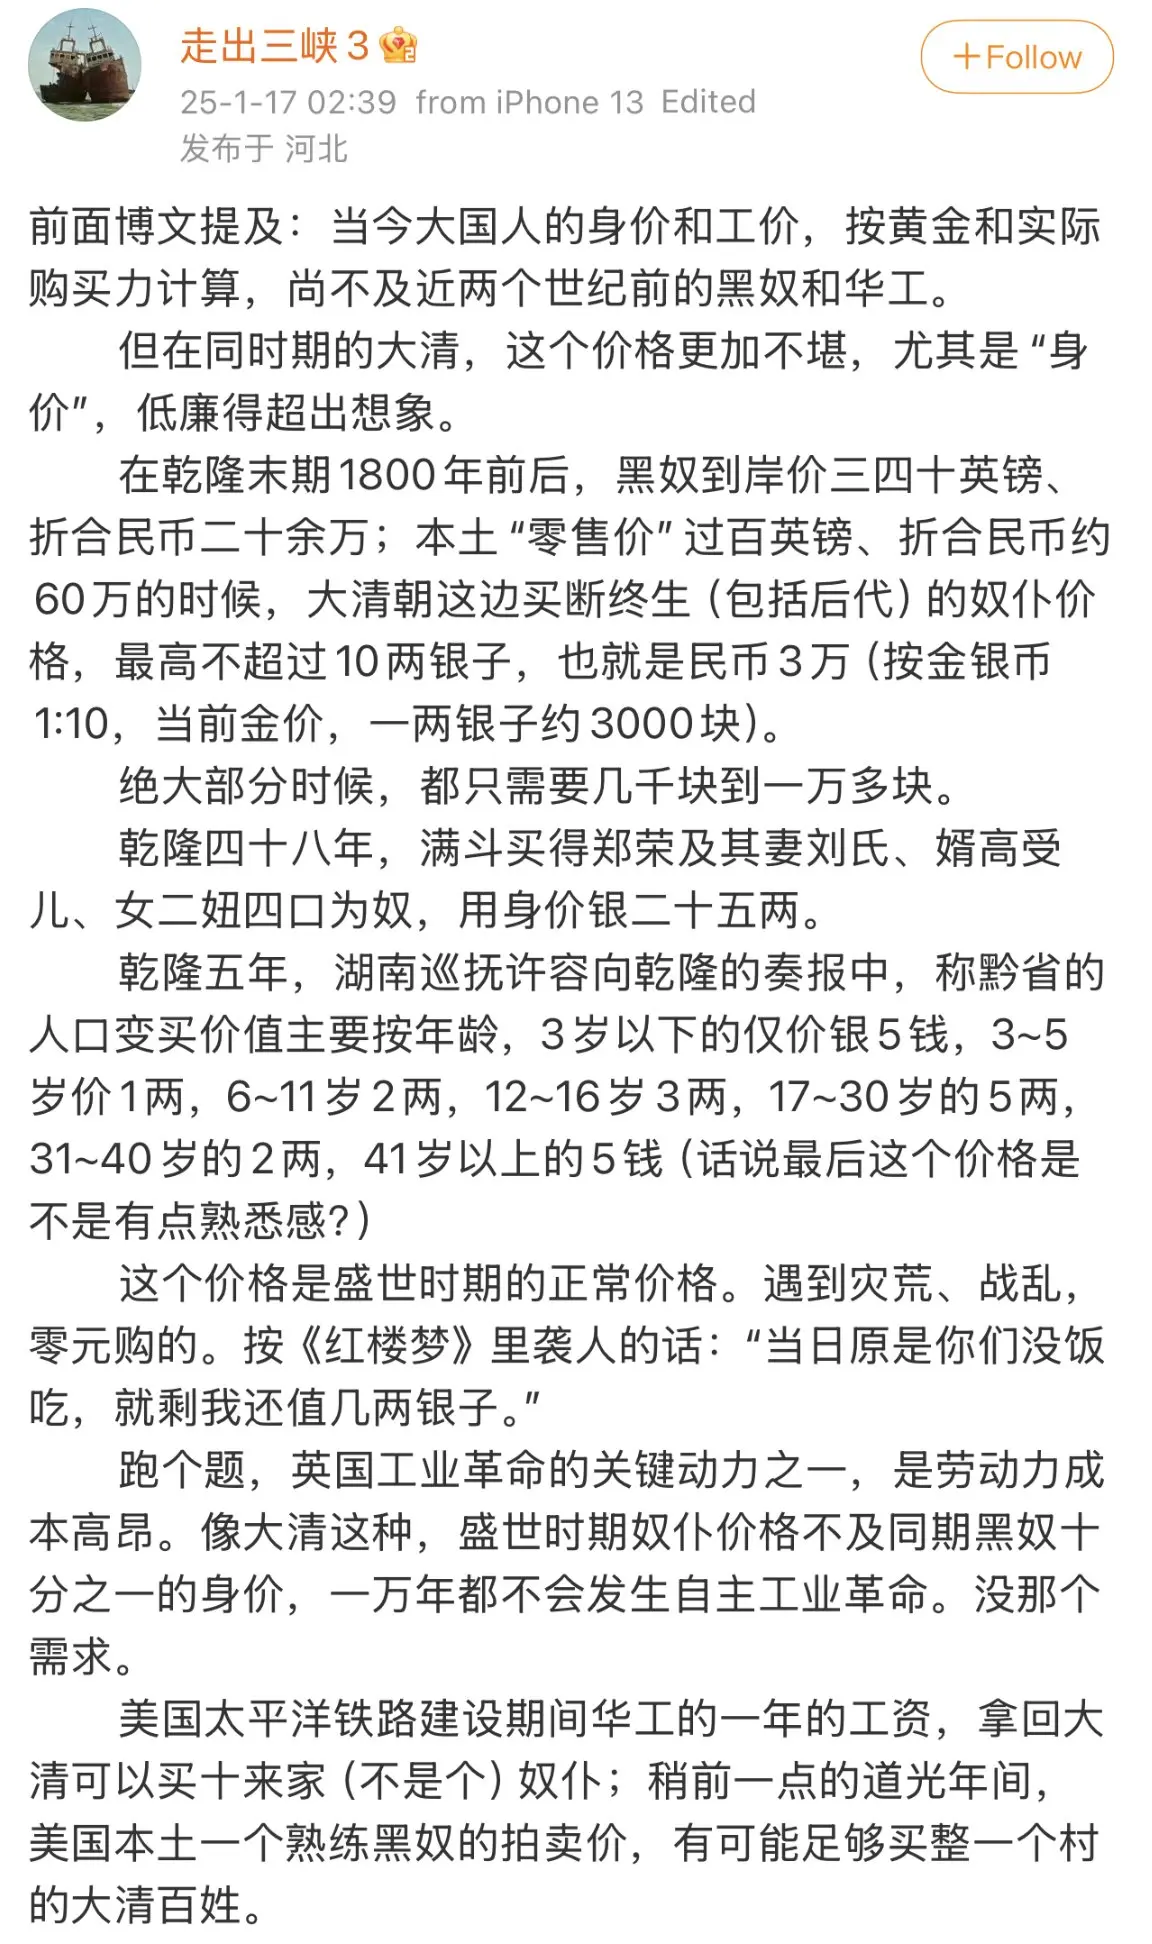 走出三峡3
+Follow
25-1-17 02:39 from iPhone 13 Edited
发布于 河北
前面博文提及：当今大国人的身价和工价，按黄金和实际
购买力计算，尚不及近两个世纪前的黑奴和华工。
但在同时期的大清，这个价格更加不堪，尤其是“身
价”，低廉得超出想象。
在乾隆末期1800年前后，黑奴到岸价三四十英镑、
折合民币二十余万；本土“零售价”过百英镑、折合民币约
60万的时候，大清朝这边买断终生（包括后代）的奴仆价
格，最高不超过10两银子，也就是民币3万（按金银币
1:10，当前金价，一两银子约3000块）。
绝大部分时候，都只需要几千块到一万多块。
乾隆四十八年，满斗买得郑荣及其妻刘氏、婿高受
儿、女二妞四口为奴，用身价银二十五两。
乾隆五年，湖南巡抚许容向乾隆的奏报中，称黔省的
人口变买价值主要按年龄，3岁以下的仅价银5钱，3~5
岁价1两，6~11岁2两，12~16岁3两，17~30岁的5两，
31~40岁的2两，41岁以上的5钱（话说最后这个价格是
不是有点熟悉感？）
这个价格是盛世时期的正常价格。遇到灾荒、战乱，
零元购的。按《红楼梦》里袭人的话：“当日原是你们没饭
吃，就剩我还值几两银子。”
跑个题，英国工业革命的关键动力之一，是劳动力成
本高昂。像大清这种，盛世时期奴仆价格不及同期黑奴十
分之一的身价，一万年都不会发生自主工业革命。没那个
需求。
美国太平洋铁路建设期间华工的一年的工资，拿回大
清可以买十来家（不是个）奴仆；稍前一点的道光年间，
美国本土一个熟练黑奴的拍卖价，有可能足够买整一个村
的大清百姓。